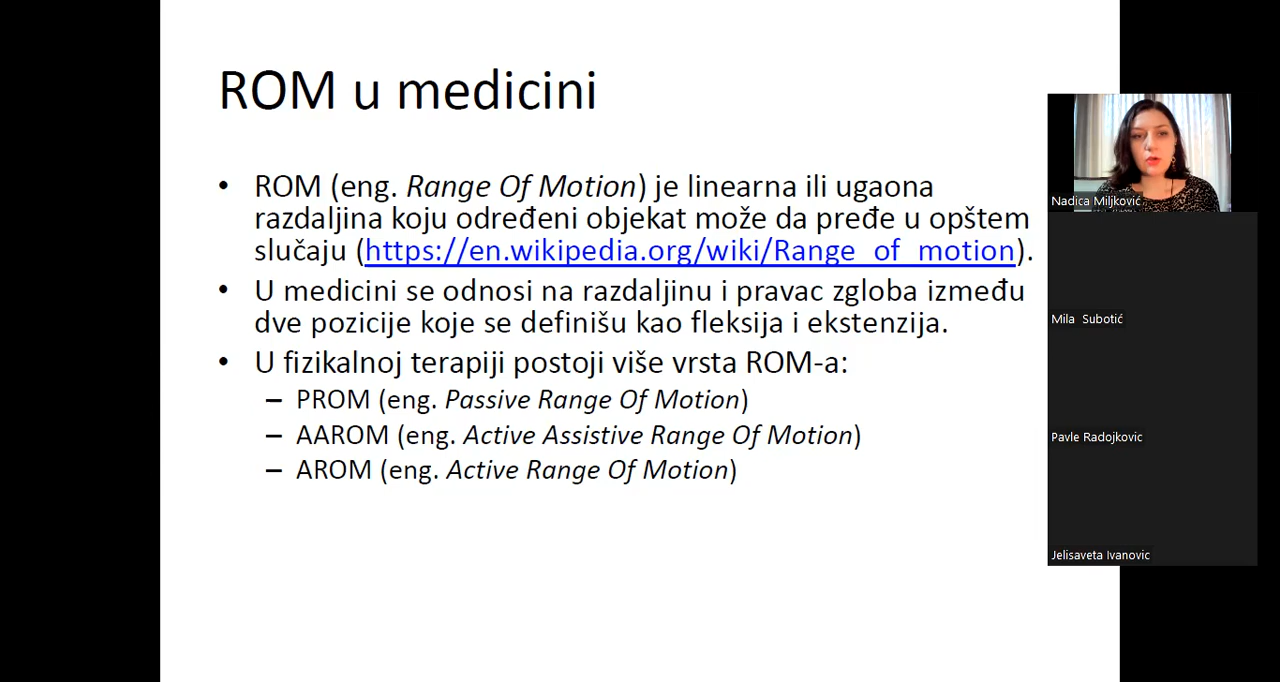 ROM u medicini
• ROM (eng. Range Of Motion) je linearna ili ugaona
razdaljina koju određeni objekat može da pređe u opštem
slučaju (https://en.wikipedia.org/wiki/Range_of_motion).
• U medicini se odnosi na razdaljinu i pravac zgloba između
dve pozicije koje se definišu kao fleksija i ekstenzija.
• U fizikalnoj terapiji postoji više vrsta ROM-a:
– PROM (eng. Passive Range Of Motion)
– AAROM (eng. Active Assistive Range Of Motion)
– AROM (eng. Active Range Of Motion)
Nadica Miljković
Mila Subotić
Pavle Radojkovic
Jelisaveta Ivanovic